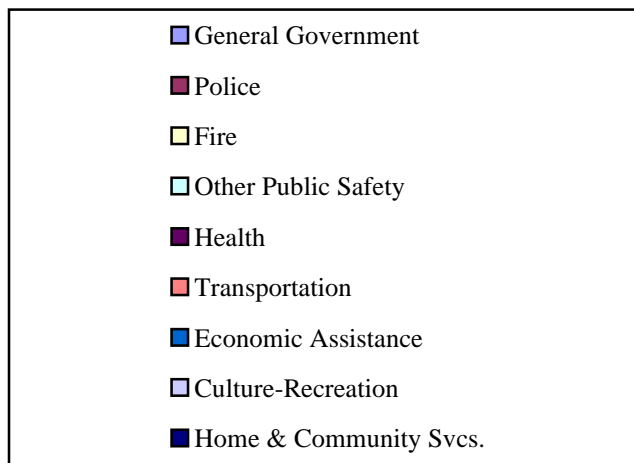 General Government
Police
Fire
Other Public Safety
Health
Transportation
Economic Assistance
Culture-Recreation
Home & Community Svcs.